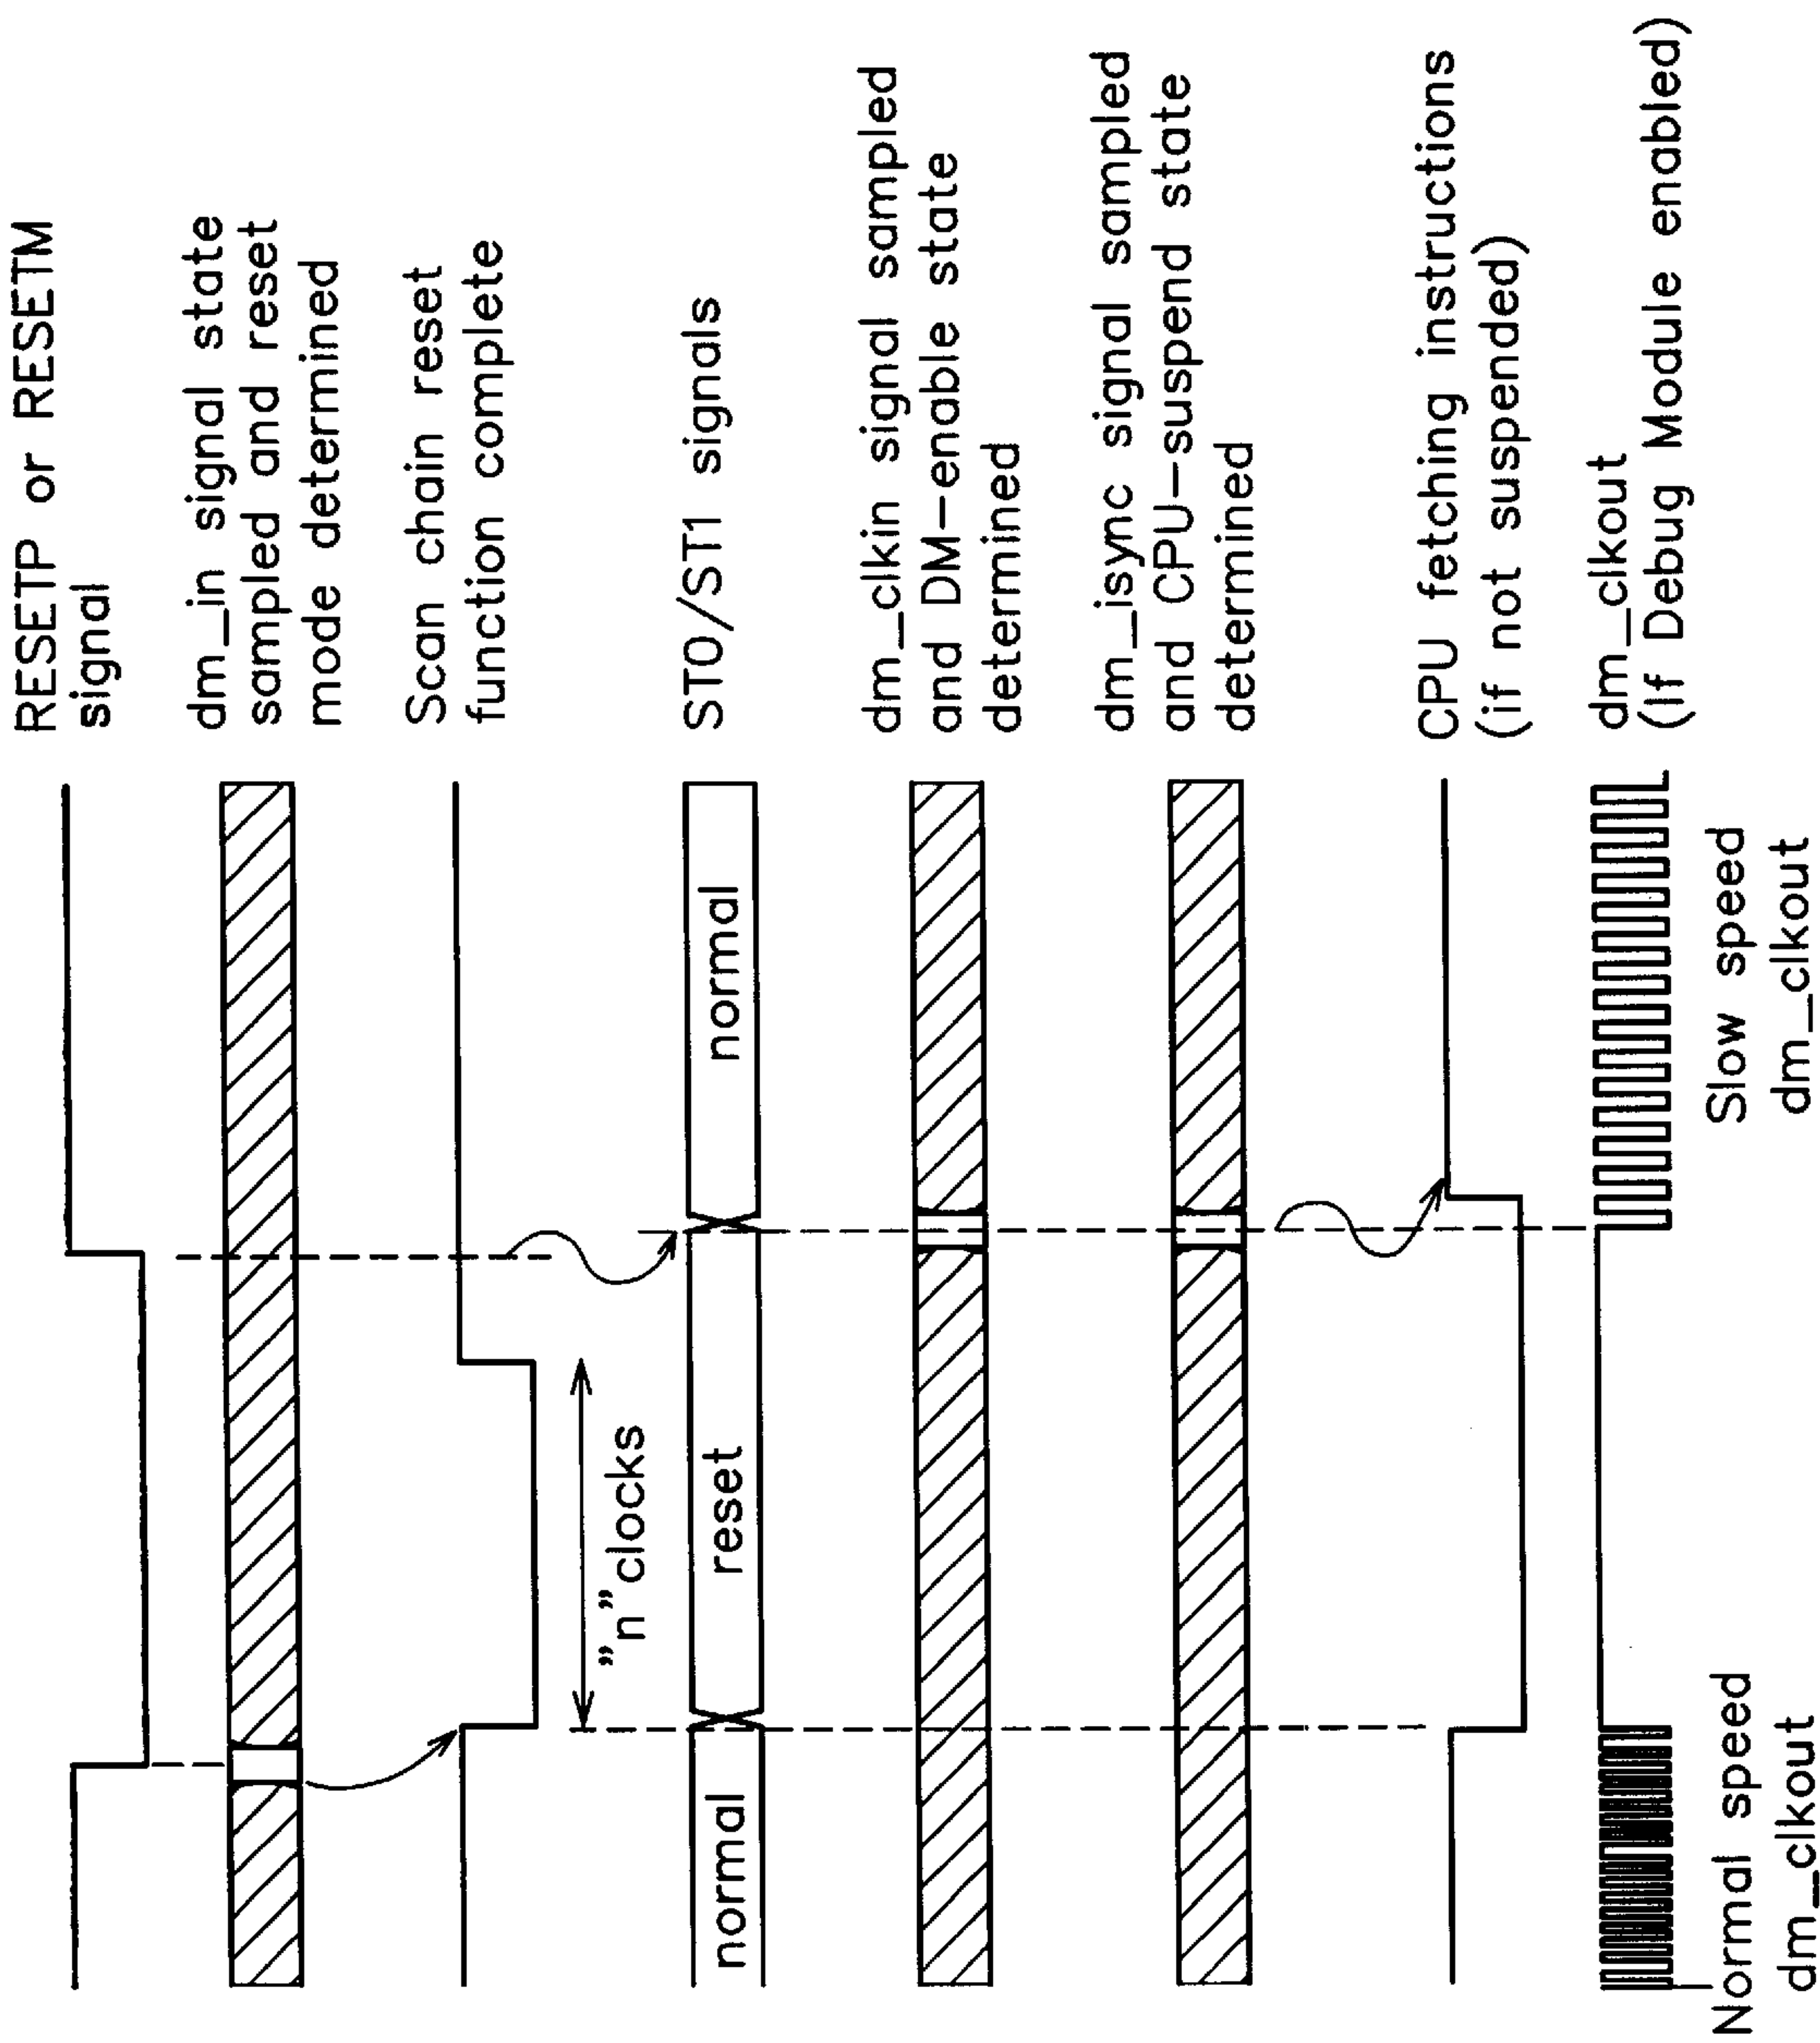 RESETP or RESETM
signal
dm_in signal state
sampled and reset
mode determined
Scan chain reset
function complete
"n" clocks
normal
reset
normal
ST0/ST1 signals
dm_clkin signal sampled
and DM-enable state
determined
dm_isync signal sampled
and CPU-suspend state
determined
CPU fetching instructions
(if not suspended)
dm_clkout
(If Debug Module enabled)
Normal speed
dm_clkout
Slow speed
dm_clkout